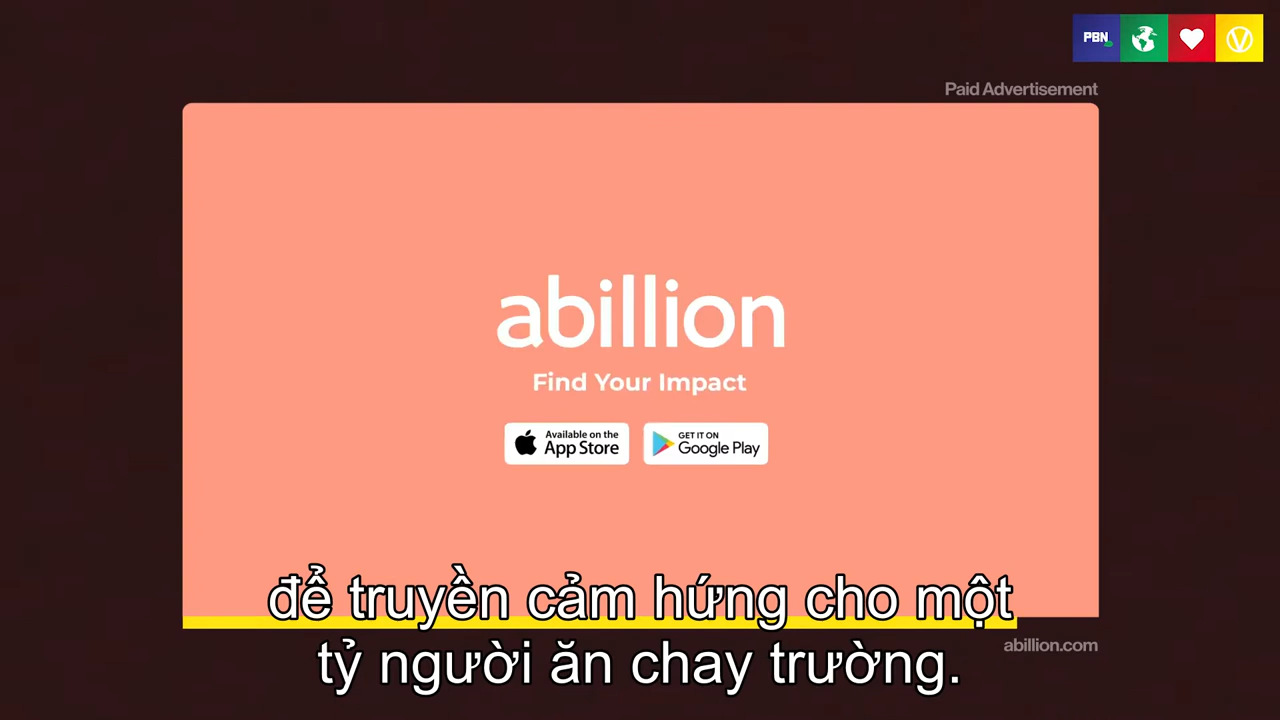 PBN
Paid Advertisement
abillion
Find Your Impact
Available on the
App Store
GET IT ON
Google Play
để truyền cảm hứng cho một
tỷ người ăn chay trường.
abillion.com